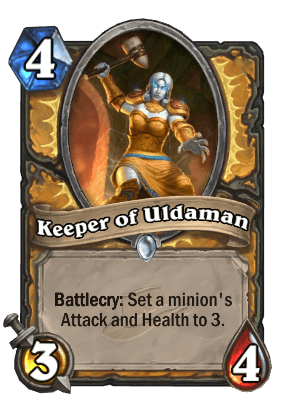 4
Keeper of Uldaman
Battlecry: Set a minion's
Attack and Health to 3.
3
4